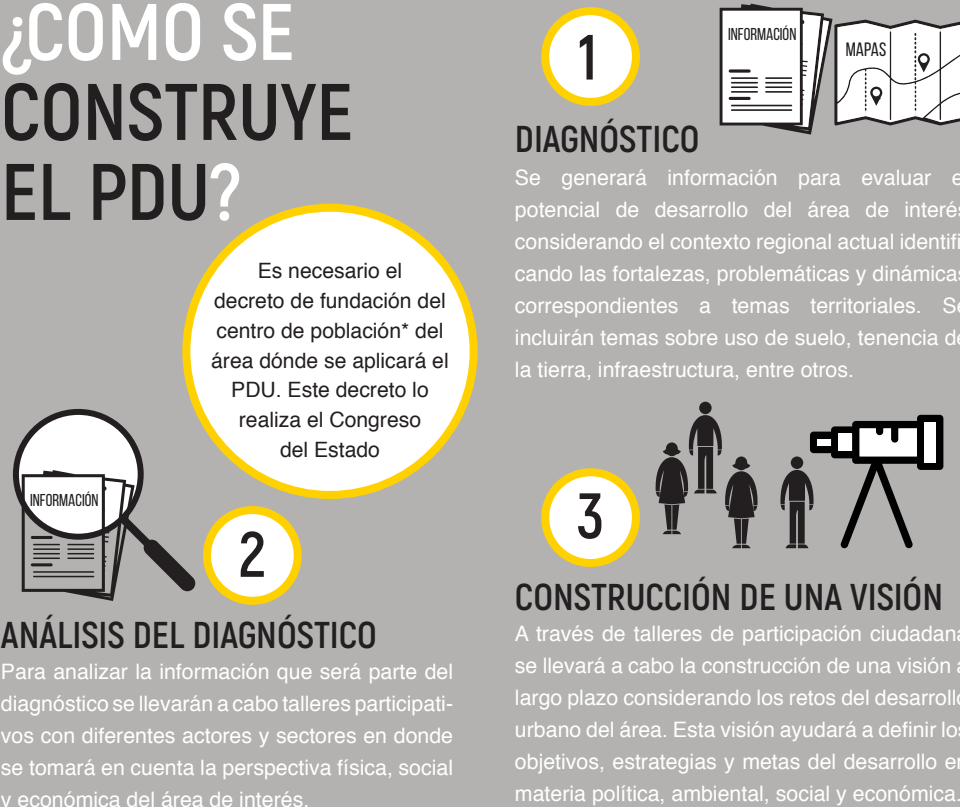 ¿COMO SE
CONSTRUYE
EL PDU?
Es necesario el
decreto de fundación del
centro de población* del
área dónde se aplicará el
PDU. Este decreto lo
realiza el Congreso
del Estado
1
INFORMACIÓN
MAPAS
DIAGNÓSTICO
Se generará información para evaluar e
potencial de desarrollo del área de interés
considerando el contexto regional actual identifi
cando las fortalezas, problemáticas y dinámicas
correspondientes a temas territoriales. Se
incluirán temas sobre uso de suelo, tenencia de
la tierra, infraestructura, entre otros.
INFORMACIÓN
2
ANÁLISIS DEL DIAGNÓSTICO
Para analizar la información que será parte del
diagnóstico se llevarán a cabo talleres participati-
vos con diferentes actores y sectores en donde
se tomará en cuenta la perspectiva física, social
y económica del área de interés.
3
CONSTRUCCIÓN DE UNA VISIÓN
A través de talleres de participación ciudadana
se llevará a cabo la construcción de una visión a
largo plazo considerando los retos del desarrollo
urbano del área. Esta visión ayudará a definir los
objetivos, estrategias y metas del desarrollo en
materia política, ambiental, social y económica.